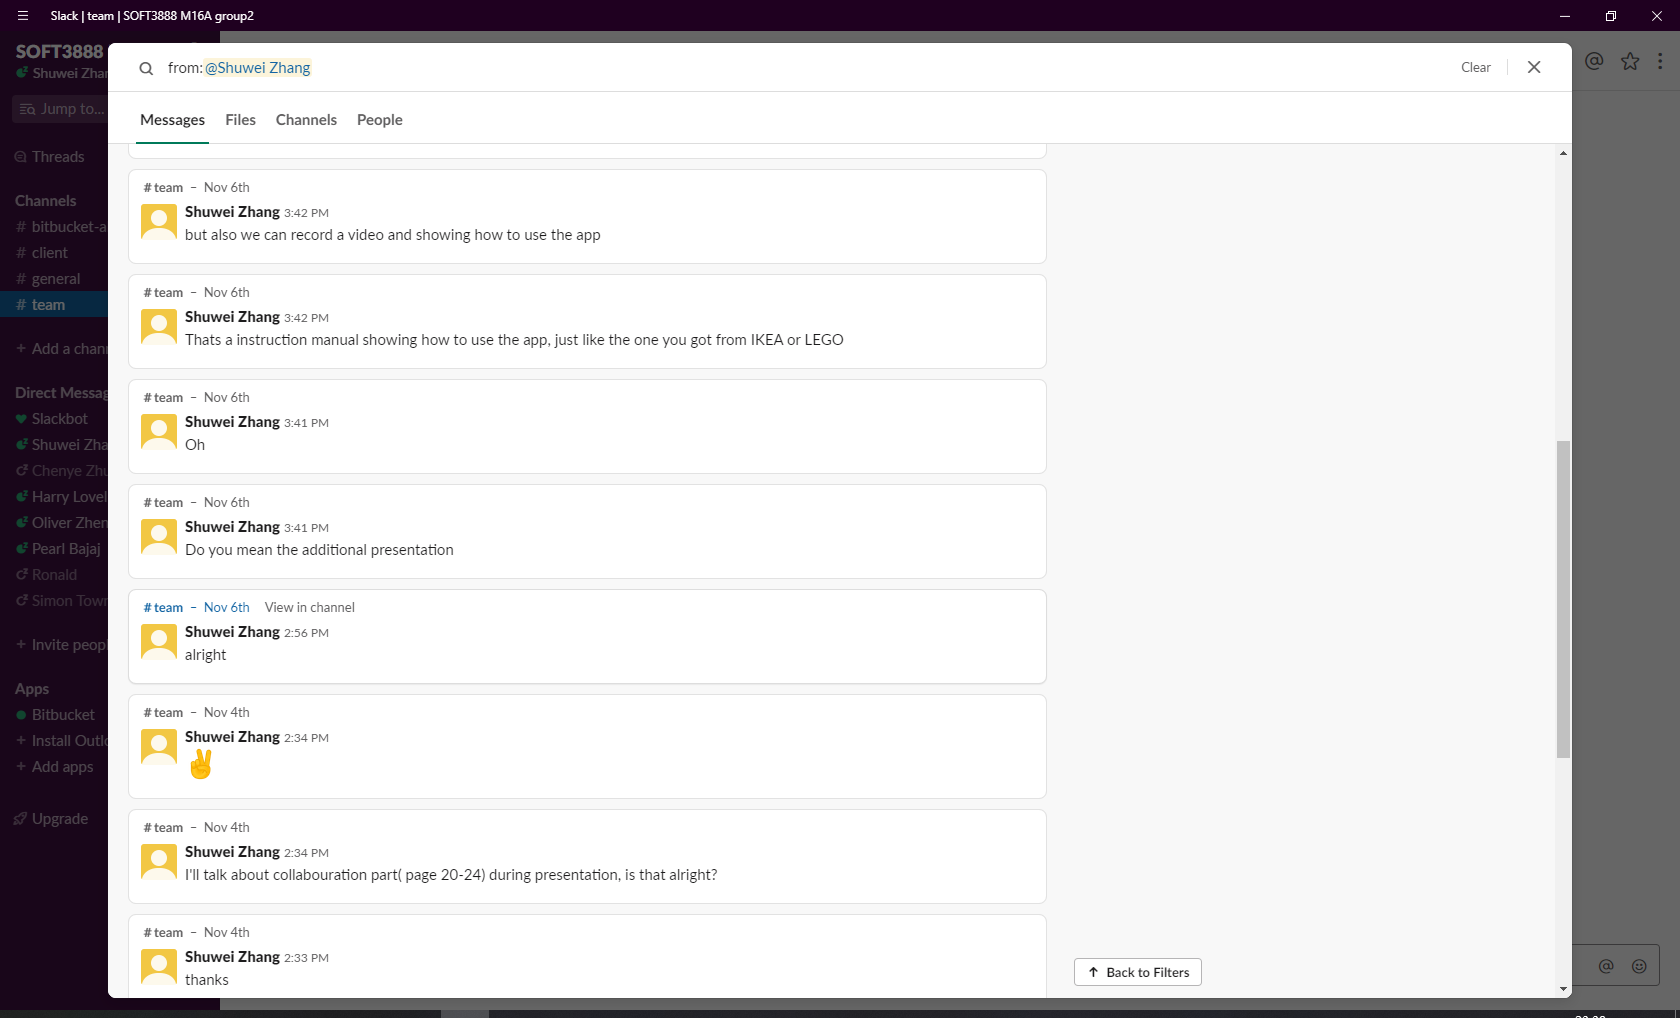 Slack | team | SOFT3888 M16A group2
SOFT3888
Shuwei Zhan
Jump to...
Threads
Channels
# bitbucket-a
# client
# general
# team
+ Add a chann
Direct Messag
Slackbot
Shuwei Zha
Chenye Zhu
Harry Lovel
Oliver Zhen
Pearl Bajaj
Ronald
Simon Town
+ Invite peopl
Apps
Bitbucket
+ Install Outlo
+ Add apps
Upgrade
from:@Shuwei Zhang
Clear
Messages Files Channels People
# team – Nov 6th
Shuwei Zhang 3:42 PM
but also we can record a video and showing how to use the app
# team – Nov 6th
Shuwei Zhang 3:42 PM
Thats a instruction manual showing how to use the app, just like the one you got from IKEA or LEGO
# team – Nov 6th
Shuwei Zhang 3:41 PM
Oh
# team – Nov 6th
Shuwei Zhang 3:41 PM
Do you mean the additional presentation
# team – Nov 6th View in channel
Shuwei Zhang 2:56 PM
alright
# team – Nov 4th
Shuwei Zhang 2:34 PM
# team – Nov 4th
Shuwei Zhang 2:34 PM
I'll talk about collabouration part( page 20-24) during presentation, is that alright?
# team – Nov 4th
Shuwei Zhang 2:33 PM
thanks
Back to Filters